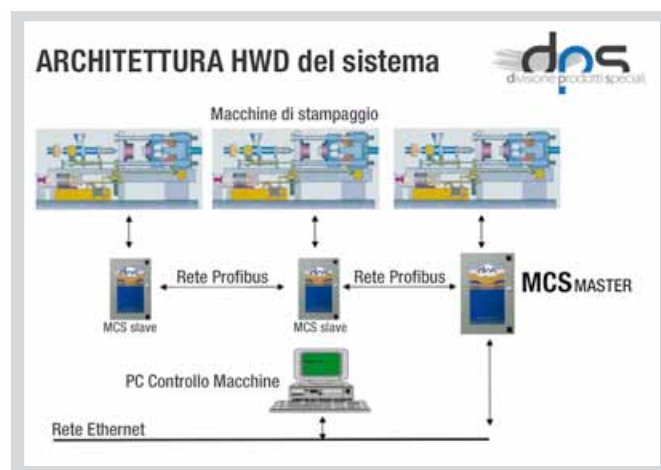 ARCHITETTURA HWD del sistema
dps
divisione prodotti speciali
Macchine di stampaggio
Rete Profibus
Rete Profibus
MCS MASTER
MCS slave
MCS slave
PC Controllo Macchine
Rete Ethernet